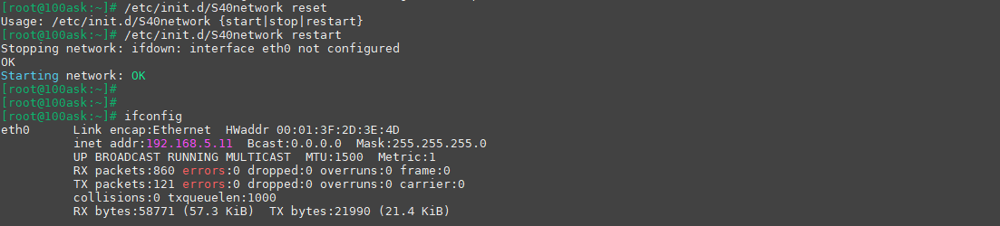 [root@100ask:~]# /etc/init.d/S40network reset
Usage: /etc/init.d/S40network {start|stop|restart}
[root@100ask:~]# /etc/init.d/S40network restart
Stopping network: ifdown: interface eth0 not configured
OK
Starting network: OK
[root@100ask:~]#
[root@100ask:~]#
[root@100ask:~]# ifconfig
eth0      Link encap:Ethernet  HWaddr 00:01:3F:2D:3E:4D
          inet addr:192.168.5.11  Bcast:0.0.0.0  Mask:255.255.255.0
          UP BROADCAST RUNNING MULTICAST  MTU:1500  Metric:1
          RX packets:860 errors:0 dropped:0 overruns:0 frame:0
          TX packets:121 errors:0 dropped:0 overruns:0 carrier:0
          collisions:0 txqueuelen:1000
          RX bytes:58771 (57.3 KiB)  TX bytes:21990 (21.4 KiB)